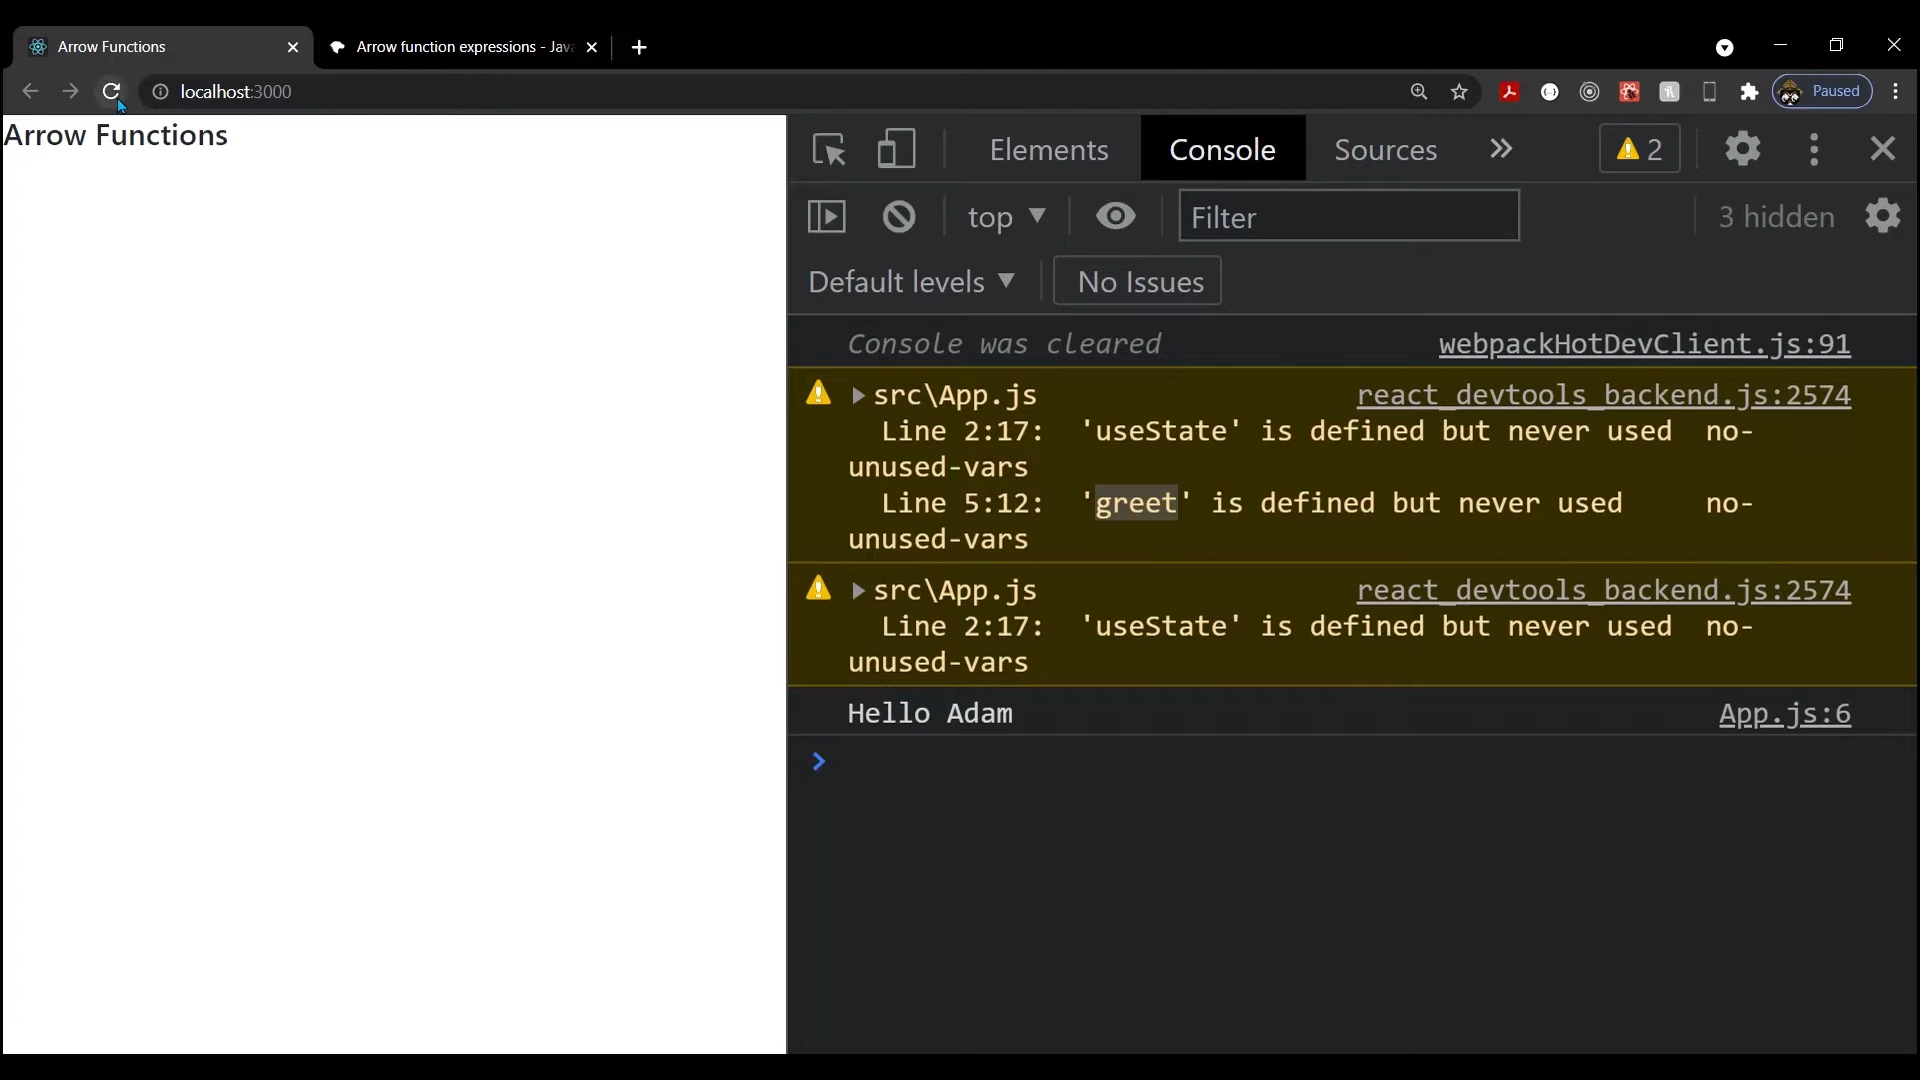 Arrow Functions
Arrow function expressions - Jav
localhost:3000
Paused
Arrow Functions
Elements Console Sources 2
top Filter 3 hidden
Default levels No Issues
Console was cleared webpackHotDevClient.js:91
src\App.js react_devtools_backend.js:2574
Line 2:17: 'useState' is defined but never used no-
unused-vars
Line 5:12: 'greet' is defined but never used no-
unused-vars
src\App.js react_devtools_backend.js:2574
Line 2:17: 'useState' is defined but never used no-
unused-vars
Hello Adam App.js:6